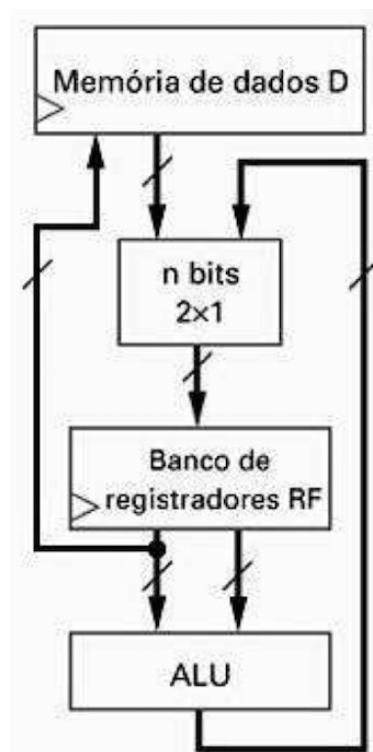 Memória de dados D
n bits
2×1
Banco de
registradores RF
ALU